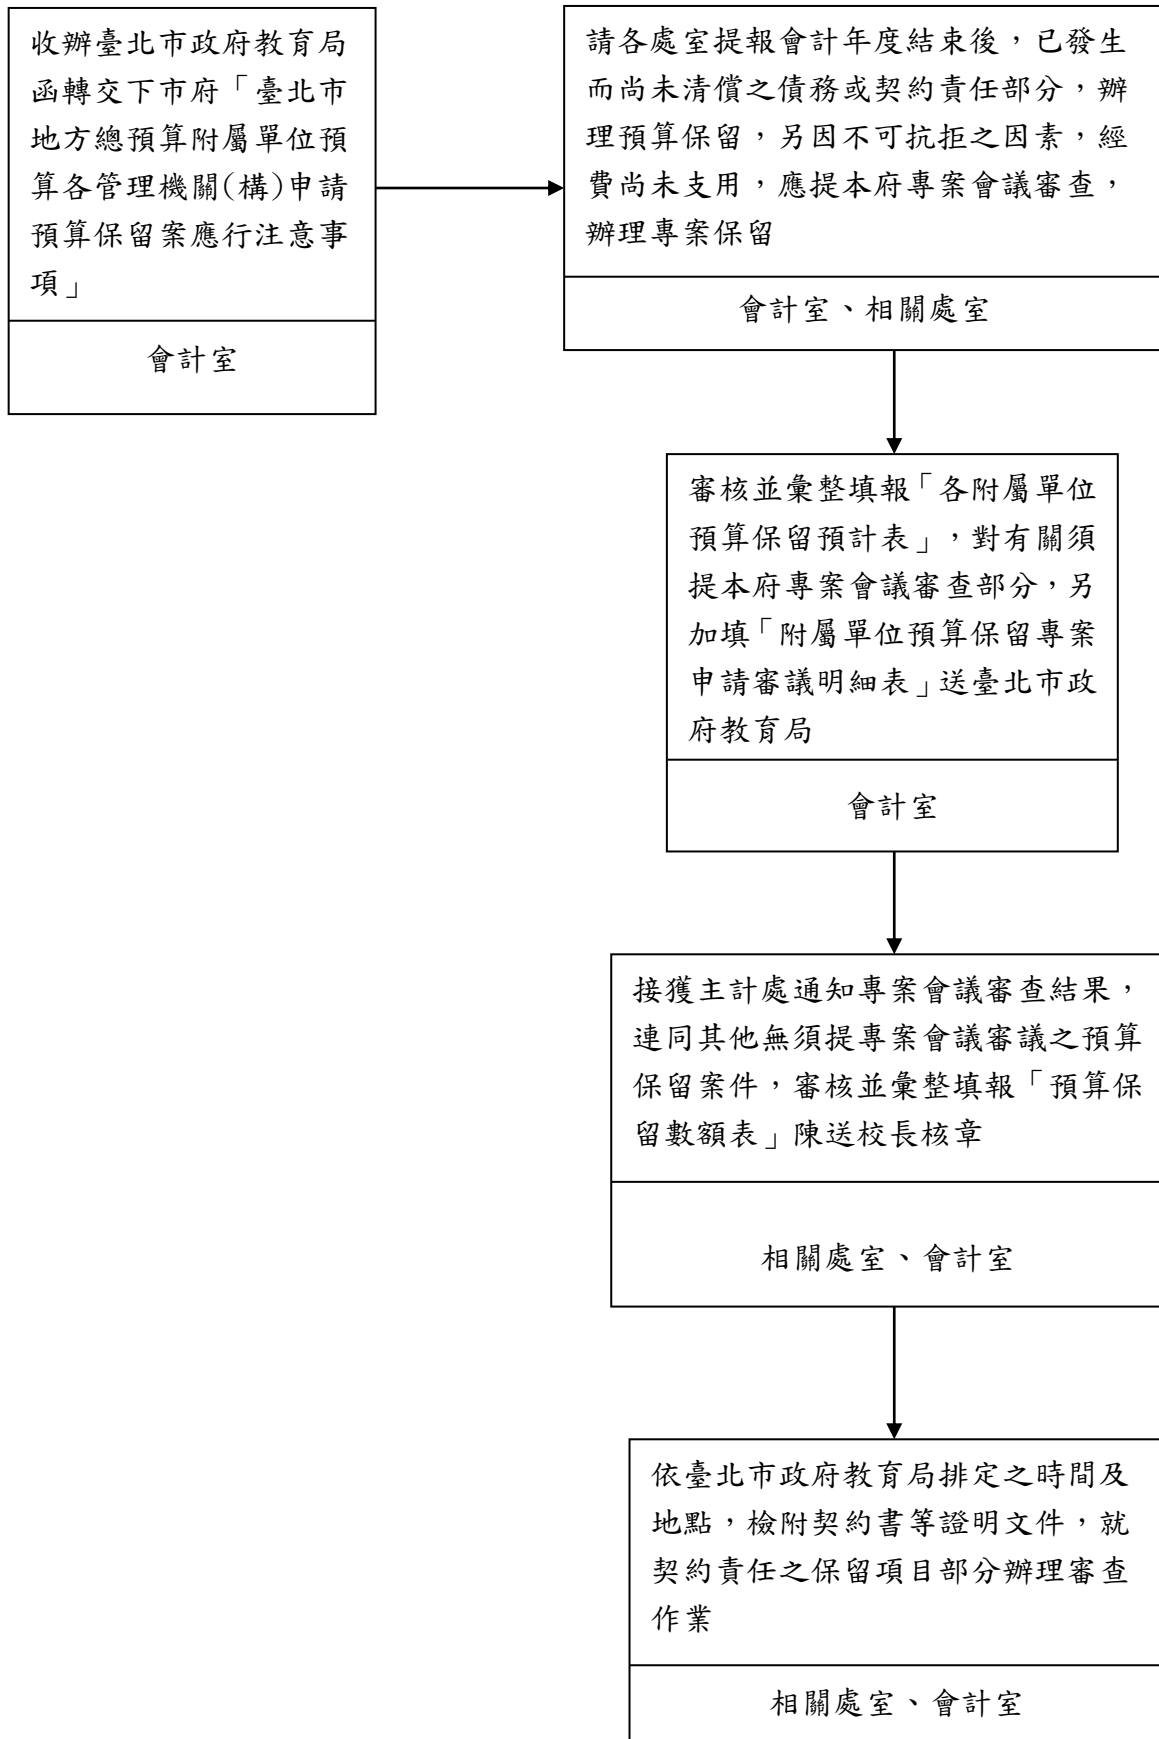 收辦臺北市政府教育局
函轉交下市府「臺北市
地方總預算附屬單位預
算各管理機關(構)申請
預算保留案應行注意事
項」
會計室
請各處室提報會計年度結束後，已發生
而尚未清償之債務或契約責任部分，辦
理預算保留，另因不可抗拒之因素，經
費尚未支用，應提本府專案會議審查，
辦理專案保留
會計室、相關處室
審核並彙整填報「各附屬單位
預算保留預計表」，對有關須
提本府專案會議審查部分，另
加填「附屬單位預算保留專案
申請審議明細表」送臺北市政
府教育局
會計室
接獲主計處通知專案會議審查結果，
連同其他無須提專案會議審議之預算
保留案件，審核並彙整填報「預算保
留數額表」陳送校長核章
相關處室、會計室
依臺北市政府教育局排定之時間及
地點，檢附契約書等證明文件，就
契約責任之保留項目部分辦理審查
作業
相關處室、會計室